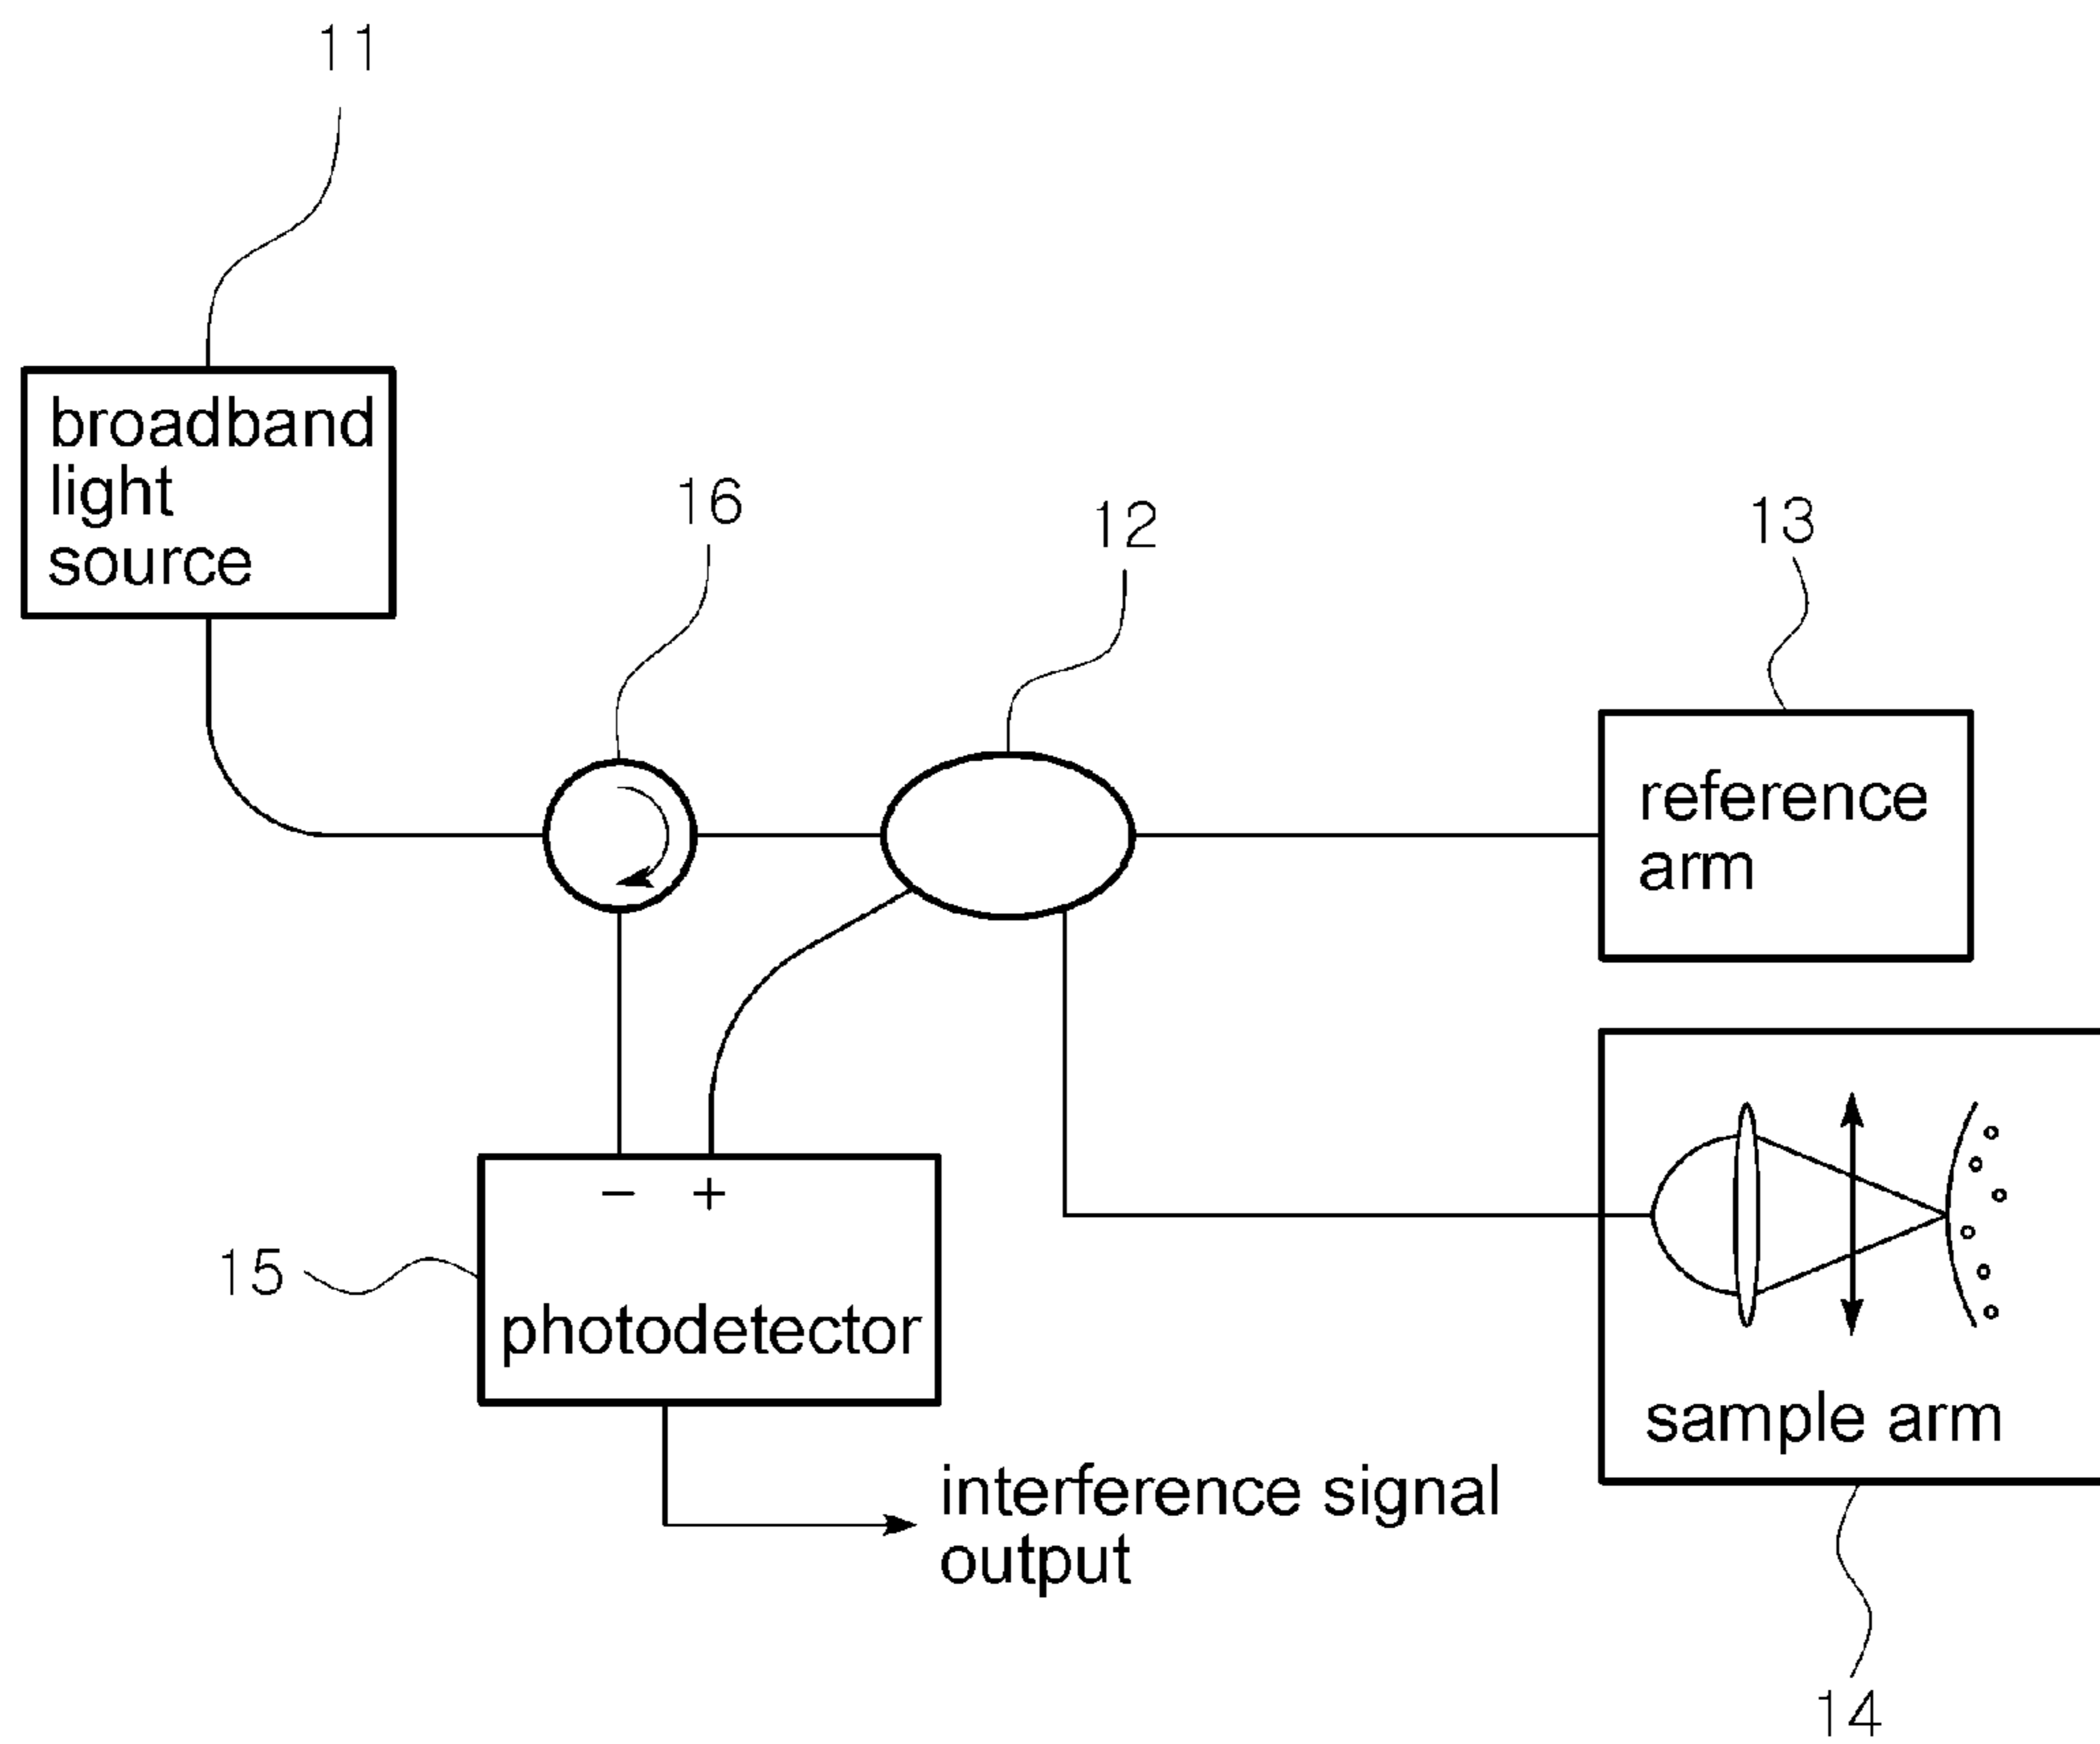 11
broadband
light
source
16
12
13
reference
arm
− +
15
photodetector
sample arm
interference signal
output
14